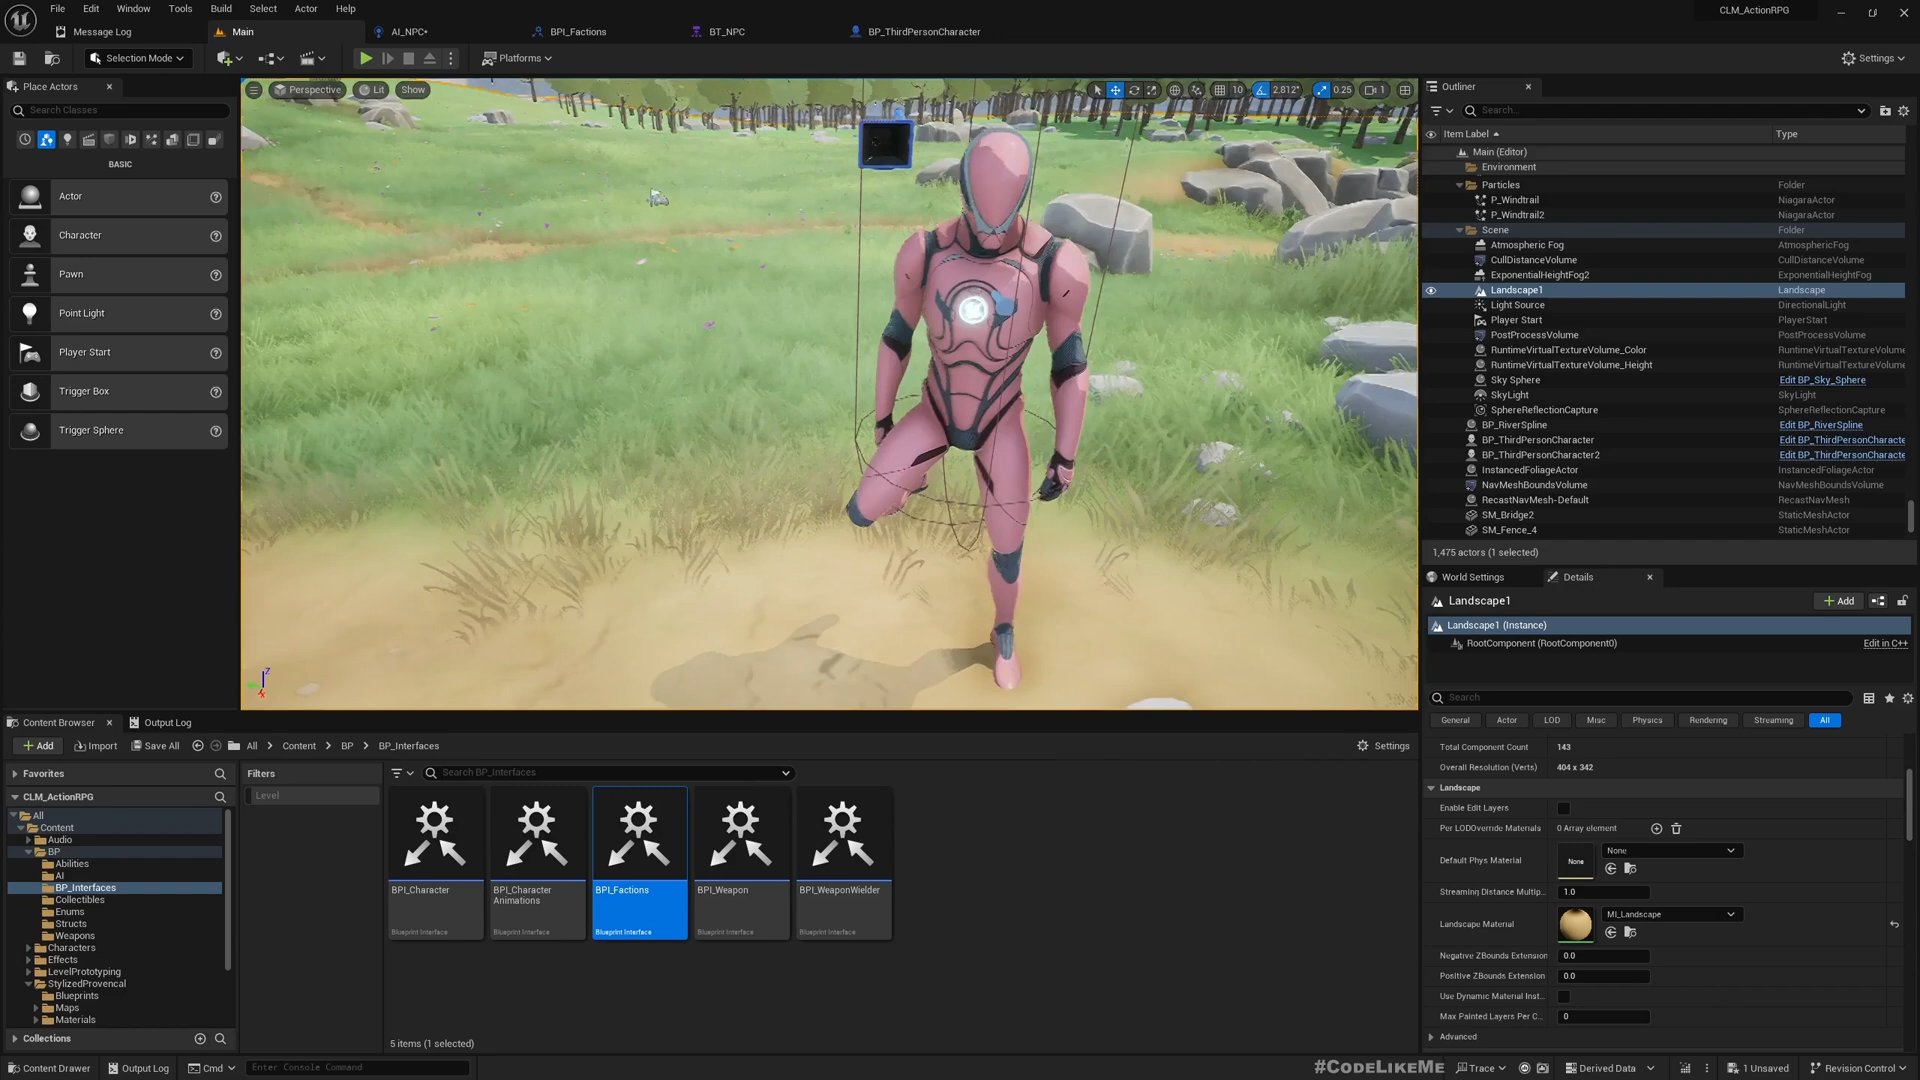 File Edit Window Tools Build Select Actor Help
CLM_ActionRPG
Message Log
Main
AI_NPC•
BPI_Factions
BT_NPC
BP_ThirdPersonCharacter
Selection Mode
Platforms
Settings
Place Actors
Search Classes
BASIC
Actor
Character
Pawn
Point Light
Player Start
Trigger Box
Trigger Sphere
Perspective
Lit
Show
10
2.812°
0.25
1
Z
Outliner
Search...
Item Label
Type
Main (Editor)
Environment
Particles Folder
P_Windtrail NiagaraActor
P_Windtrail2 NiagaraActor
Scene Folder
Atmospheric Fog AtmosphericFog
CullDistanceVolume CullDistanceVolume
ExponentialHeightFog2 ExponentialHeightFog
Landscape1 Landscape
Light Source DirectionalLight
Player Start PlayerStart
PostProcessVolume PostProcessVolume
RuntimeVirtualTextureVolume_Color RuntimeVirtualTextureVolume
RuntimeVirtualTextureVolume_Height RuntimeVirtualTextureVolume
Sky Sphere Edit BP_Sky_Sphere
SkyLight SkyLight
SphereReflectionCapture SphereReflectionCapture
BP_RiverSpline Edit BP_RiverSpline
BP_ThirdPersonCharacter Edit BP_ThirdPersonCharacte
BP_ThirdPersonCharacter2 Edit BP_ThirdPersonCharacte
InstancedFoliageActor InstancedFoliageActor
NavMeshBoundsVolume NavMeshBoundsVolume
RecastNavMesh-Default RecastNavMesh
SM_Bridge2 StaticMeshActor
SM_Fence_4 StaticMeshActor
1,475 actors (1 selected)
World Settings
Details
Landscape1
Add
Landscape1 (Instance)
RootComponent (RootComponent0)
Edit in C++
Search
General Actor LOD Misc Physics Rendering Streaming All
Total Component Count 143
Overall Resolution (Verts) 404 x 342
Landscape
Enable Edit Layers
Per LODOverride Materials 0 Array element
Default Phys Material None None
Streaming Distance Multip... 1.0
Landscape Material MI_Landscape
Negative ZBounds Extension 0.0
Positive ZBounds Extension 0.0
Use Dynamic Material Inst...
Max Painted Layers Per C... 0
Advanced
Content Browser
Output Log
Add
Import
Save All
All > Content > BP > BP_Interfaces
Settings
Favorites
CLM_ActionRPG
All
Content
Audio
BP
Abilities
AI
BP_Interfaces
Collectibles
Enums
Structs
Weapons
Characters
Effects
LevelPrototyping
StylizedProvencal
Blueprints
Maps
Materials
Collections
Filters
Level
Search BP_Interfaces
BPI_Character
Blueprint Interface
BPI_Character
Animations
Blueprint Interface
BPI_Factions
Blueprint Interface
BPI_Weapon
Blueprint Interface
BPI_WeaponWielder
Blueprint Interface
5 items (1 selected)
Content Drawer
Output Log
Cmd
Enter Console Command
#CodeLikeMe
Trace
Derived Data
1 Unsaved
Revision Control